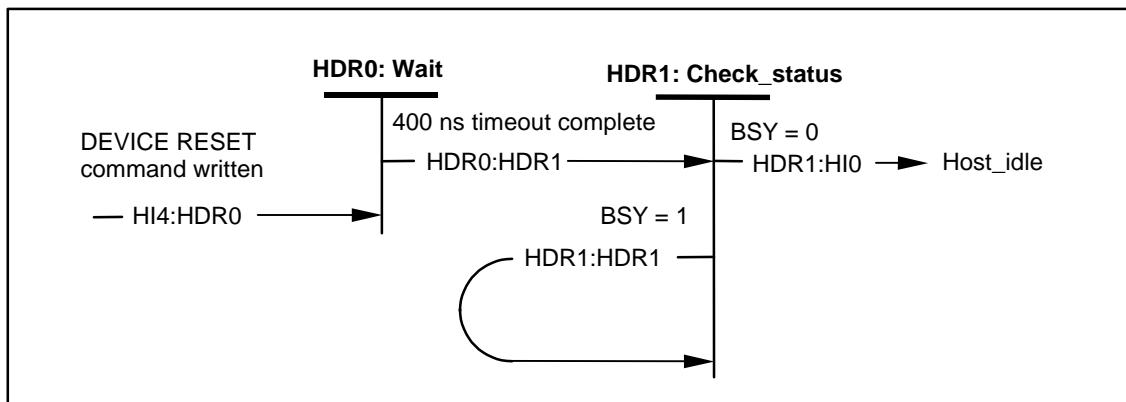 HDR0: Wait
HDR1: Check_status
DEVICE RESET
command written
HI4:HDR0
400 ns timeout complete
HDR0:HDR1
BSY = 0
HDR1:HI0
Host_idle
BSY = 1
HDR1:HDR1